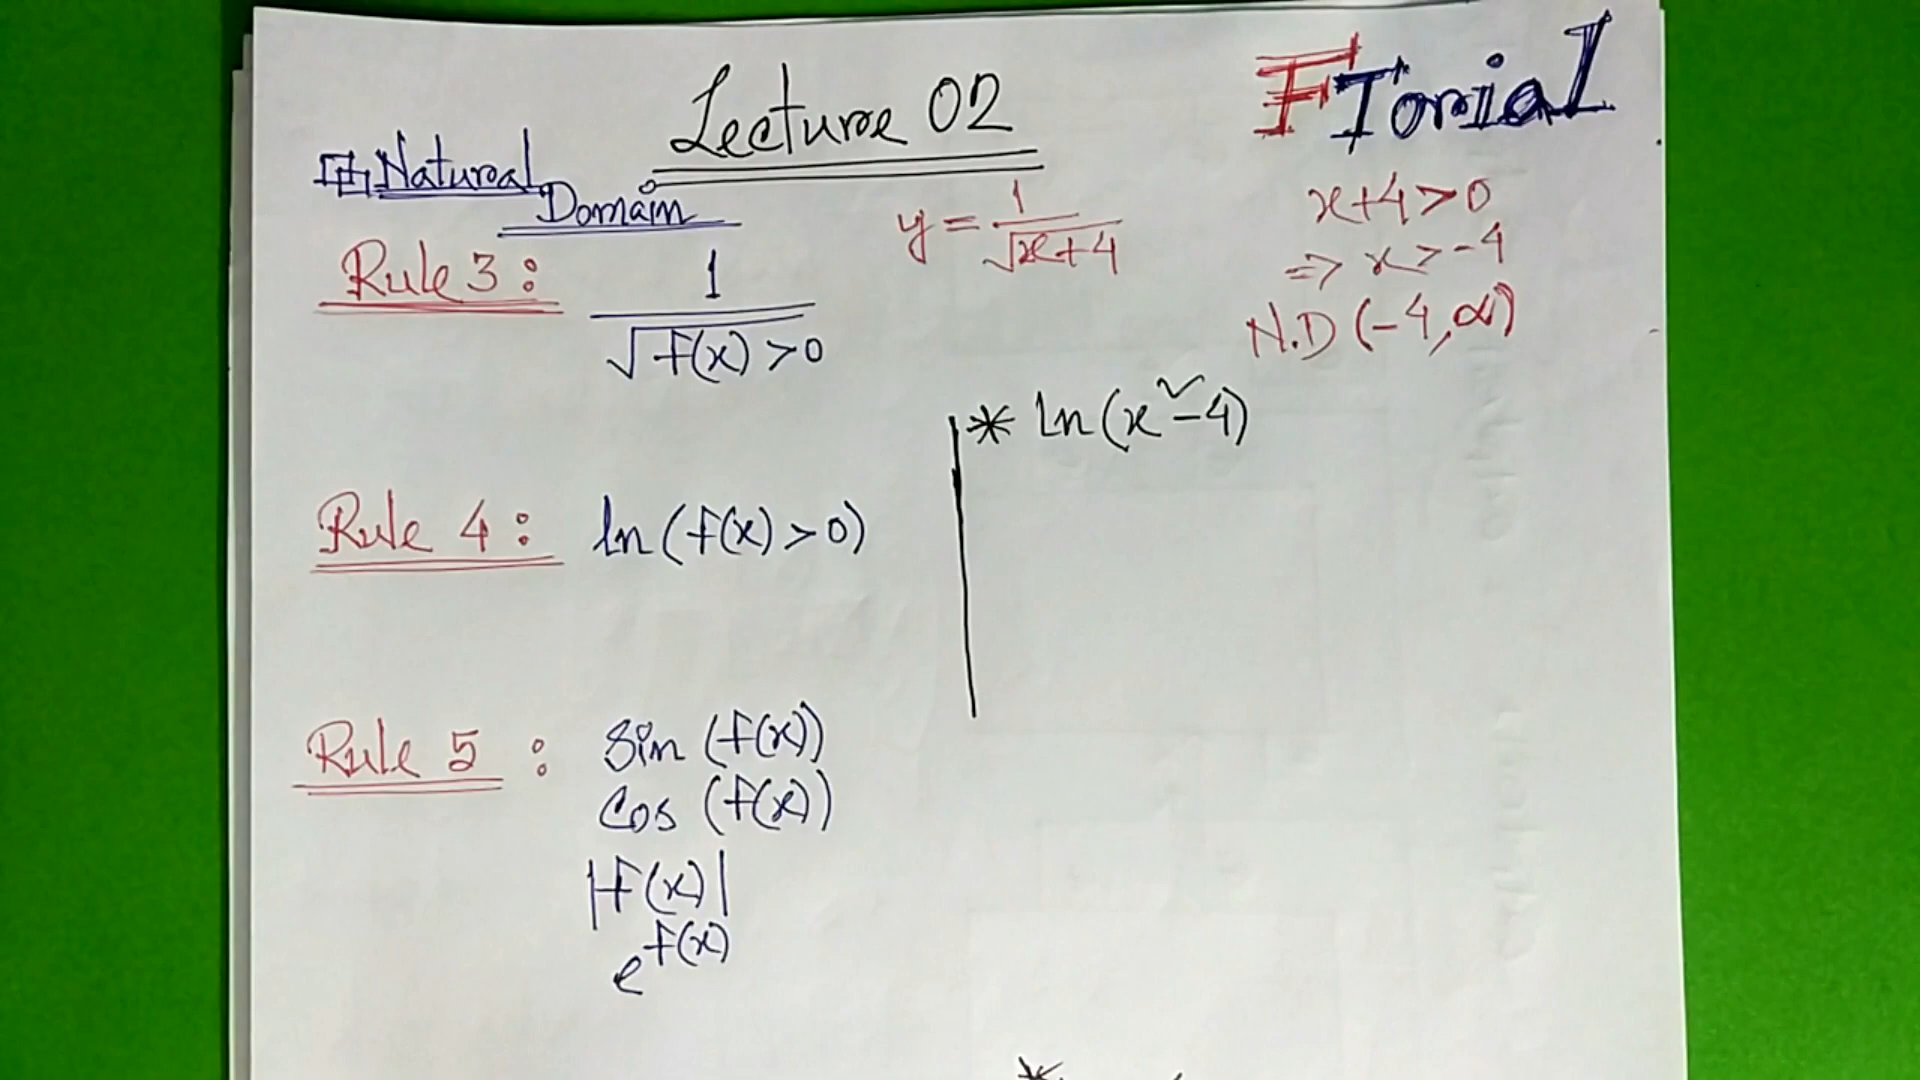 Lecture 02
FTorial
Natural
Domain
y = 1/√x+4
x+4>0
=> x>-4
N.D (-4,∞)
Rule 3:
1/√f(x) >0
* ln(x²-4)
Rule 4: ln(f(x)>0)
Rule 5: Sin (f(x))
Cos (f(x))
|f(x)|
e^f(x)
*